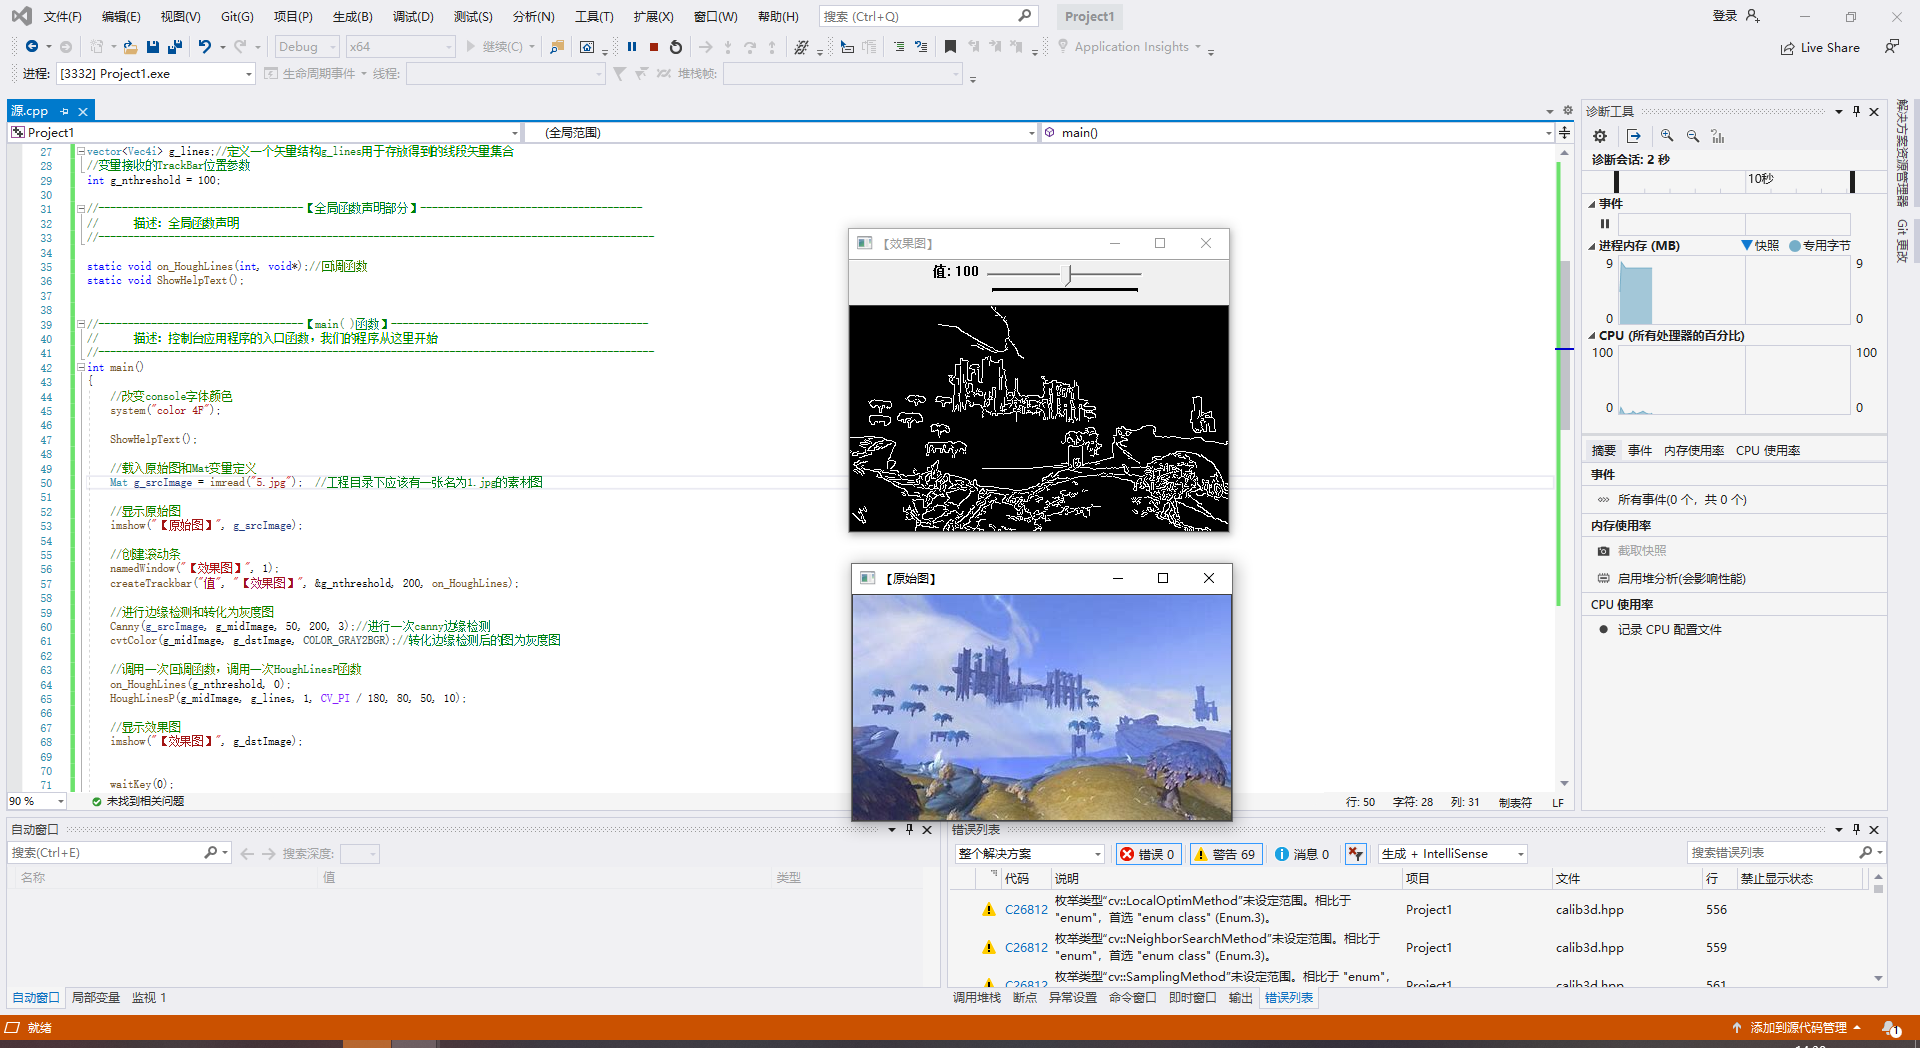 文件(F) 编辑(E) 视图(V) Git(G) 项目(P) 生成(B) 调试(D) 测试(S) 分析(N) 工具(T) 扩展(X) 窗口(W) 帮助(H) 搜索 (Ctrl+Q) Project1 登录
Debug x64 继续(C) Application Insights Live Share
进程: [3332] Project1.exe 生命周期事件 线程: 堆栈帧:
源.cpp
Project1 (全局范围) main()
27 vector<Vec4i> g_lines;//定义一个矢量结构g_lines用于存放得到的线段矢量集合
28 //变量接收的TrackBar位置参数
29 int g_nthreshold = 100;
30
31 //-----------------------------------【全局函数声明部分】--------------------------------------
32 // 描述: 全局函数声明
33 //-----------------------------------------------------------------------------------------------
34
35 static void on_HoughLines(int, void*);//回调函数
36 static void ShowHelpText();
37
38
39 //-----------------------------------【main( )函数】--------------------------------------------
40 // 描述: 控制台应用程序的入口函数，我们的程序从这里开始
41 //-----------------------------------------------------------------------------------------------
42 int main()
43 {
44 //改变console字体颜色
45 system("color 4F");
46
47 ShowHelpText();
48
49 //载入原始图和Mat变量定义
50 Mat g_srcImage = imread("5.jpg"); //工程目录下应该有一张名为1.jpg的素材图
51
52 //显示原始图
53 imshow("【原始图】", g_srcImage);
54
55 //创建滚动条
56 namedWindow("【效果图】", 1);
57 createTrackbar("值", "【效果图】", &g_nthreshold, 200, on_HoughLines);
58
59 //进行边缘检测和转化为灰度图
60 Canny(g_srcImage, g_midImage, 50, 200, 3);//进行一次canny边缘检测
61 cvtColor(g_midImage, g_dstImage, COLOR_GRAY2BGR);//转化边缘检测后的图为灰度图
62
63 //调用一次回调函数，调用一次HoughLinesP函数
64 on_HoughLines(g_nthreshold, 0);
65 HoughLinesP(g_midImage, g_lines, 1, CV_PI / 180, 80, 50, 10);
66
67 //显示效果图
68 imshow("【效果图】", g_dstImage);
69
70
71 waitKey(0);
90 % 未找到相关问题 行: 50 字符: 28 列: 31 制表符 LF
【效果图】
值: 100
【原始图】
诊断工具
诊断会话: 2 秒
10秒
事件
进程内存 (MB) 快照 专用字节
9 9
0 0
CPU (所有处理器的百分比)
100 100
0 0
摘要 事件 内存使用率 CPU 使用率
事件
所有事件(0 个，共 0 个)
内存使用率
截取快照
启用堆分析(会影响性能)
CPU 使用率
记录 CPU 配置文件
解决方案资源管理器
Git 更改
自动窗口
搜索(Ctrl+E) 搜索深度:
名称 值 类型
自动窗口 局部变量 监视 1
错误列表
整个解决方案 错误 0 警告 69 消息 0 生成 + IntelliSense 搜索错误列表
代码 说明 项目 文件 行 禁止显示状态
C26812 枚举类型“cv::LocalOptimMethod”未设定范围。相比于 "enum"，首选 "enum class" (Enum.3)。 Project1 calib3d.hpp 556
C26812 枚举类型“cv::NeighborSearchMethod”未设定范围。相比于 "enum"，首选 "enum class" (Enum.3)。 Project1 calib3d.hpp 559
C26812 枚举类型“cv::SamplingMethod”未设定范围。相比于 "enum"， Project1 calib3d.hpp 561
调用堆栈 断点 异常设置 命令窗口 即时窗口 输出 错误列表
就绪 添加到源代码管理 1